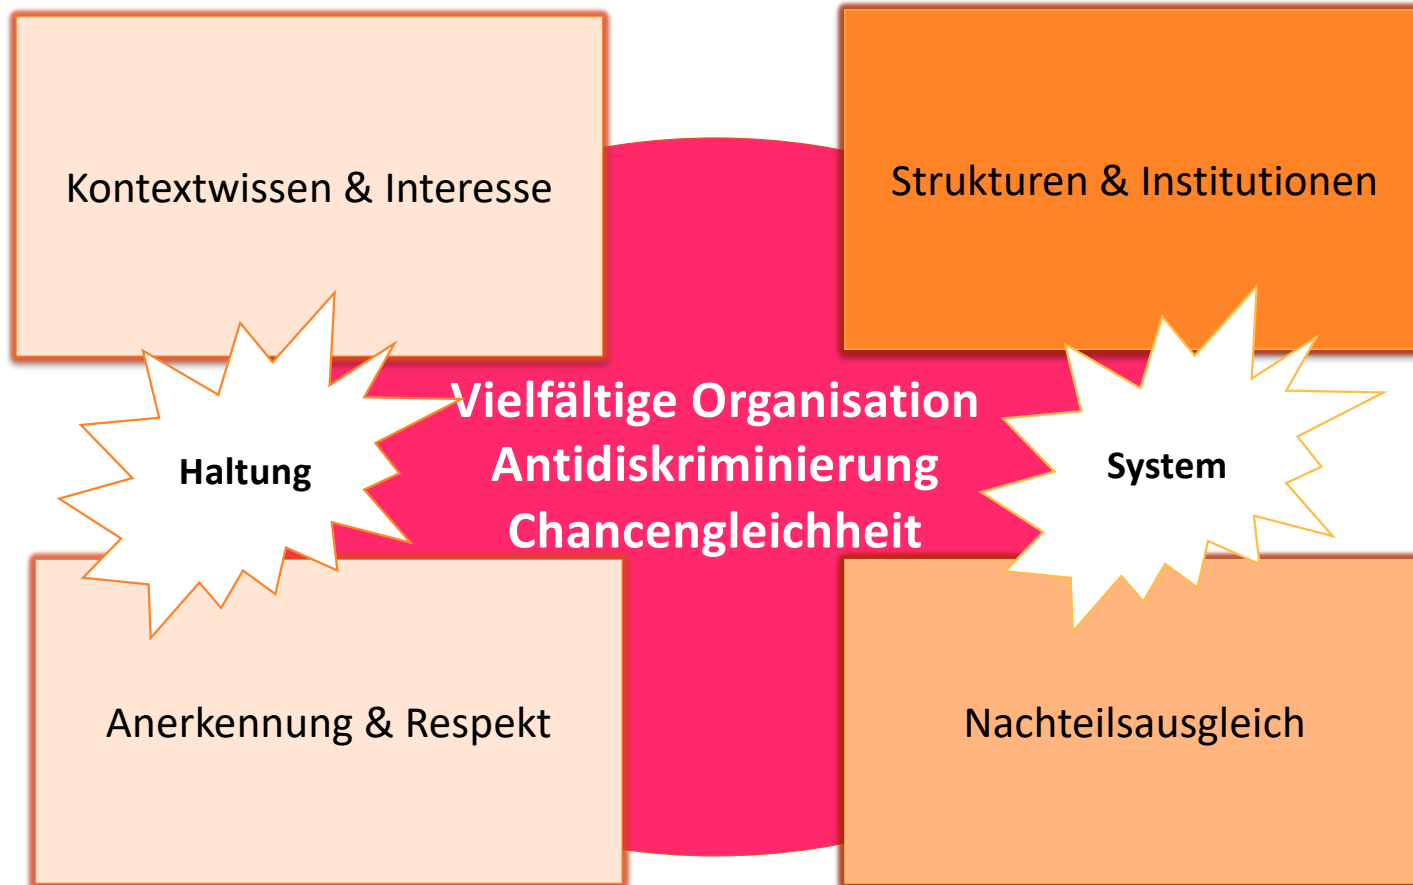 Kontextwissen & Interesse
Strukturen & Institutionen
Vielfältige Organisation
Antidiskriminierung
Chancengleichheit
Haltung
System
Anerkennung & Respekt
Nachteilsausgleich